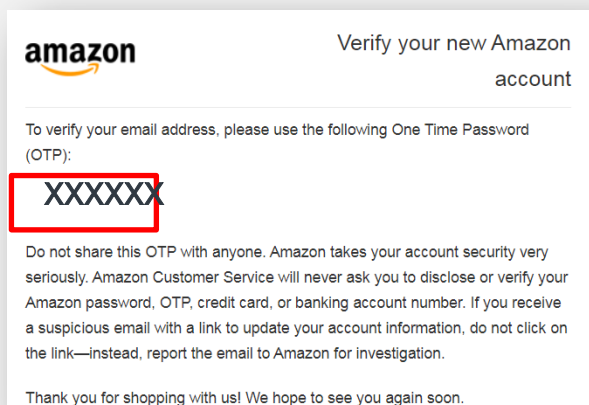 amazon
Verify your new Amazon
account
To verify your email address, please use the following One Time Password
(OTP):
XXXXXX
Do not share this OTP with anyone. Amazon takes your account security very
seriously. Amazon Customer Service will never ask you to disclose or verify your
Amazon password, OTP, credit card, or banking account number. If you receive
a suspicious email with a link to update your account information, do not click on
the link—instead, report the email to Amazon for investigation.
Thank you for shopping with us! We hope to see you again soon.